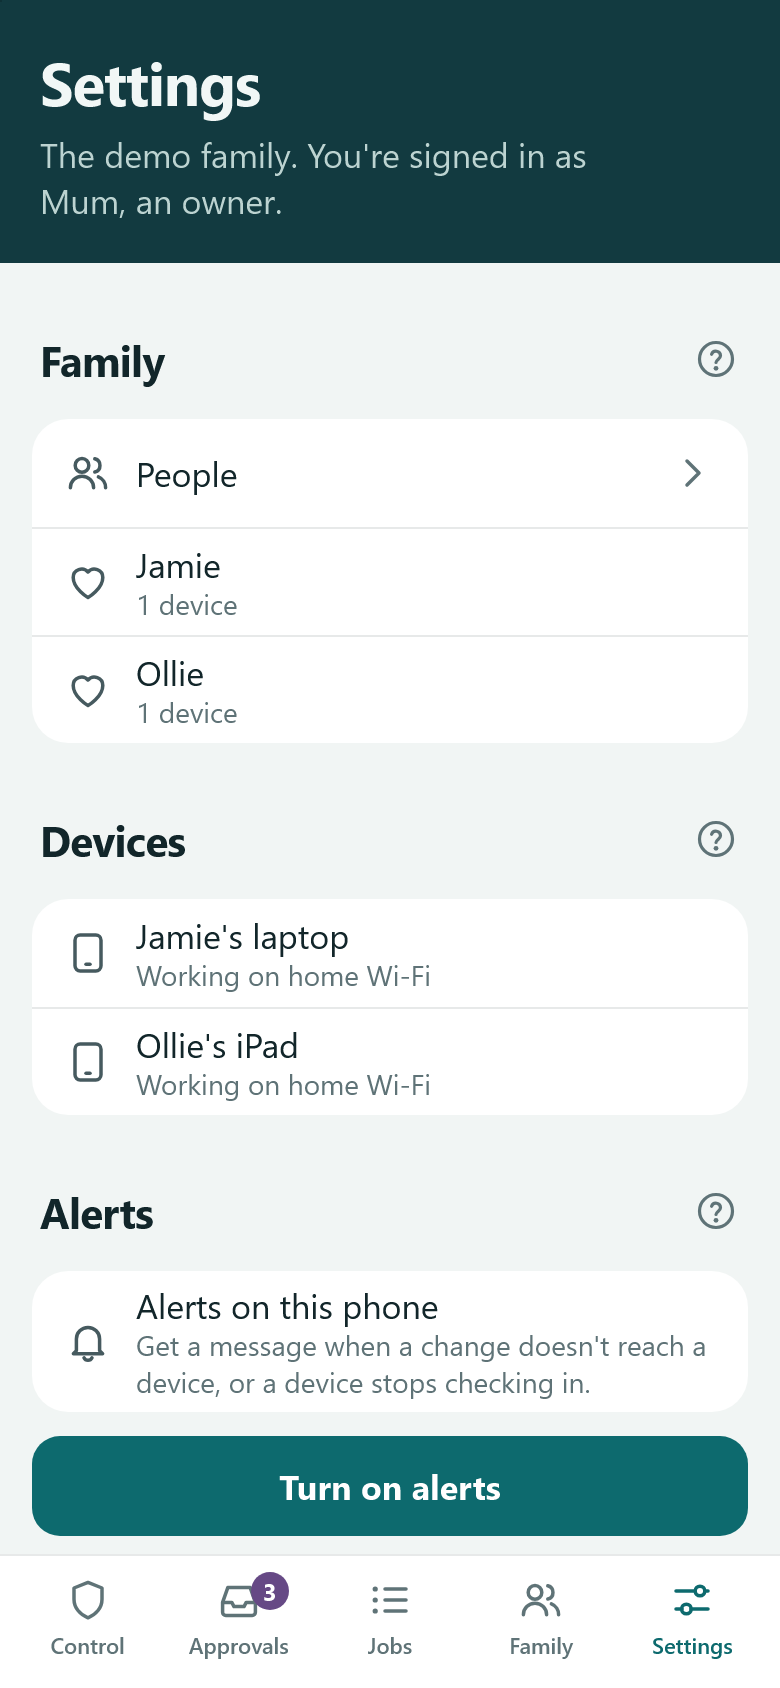 Settings
The demo family. You're signed in as
Mum, an owner.
Family
People
Jamie
1 device
Ollie
1 device
Devices
Jamie's laptop
Working on home Wi-Fi
Ollie's iPad
Working on home Wi-Fi
Alerts
Alerts on this phone
Get a message when a change doesn't reach a
device, or a device stops checking in.
Turn on alerts
3
Control
Approvals
Jobs
Family
Settings